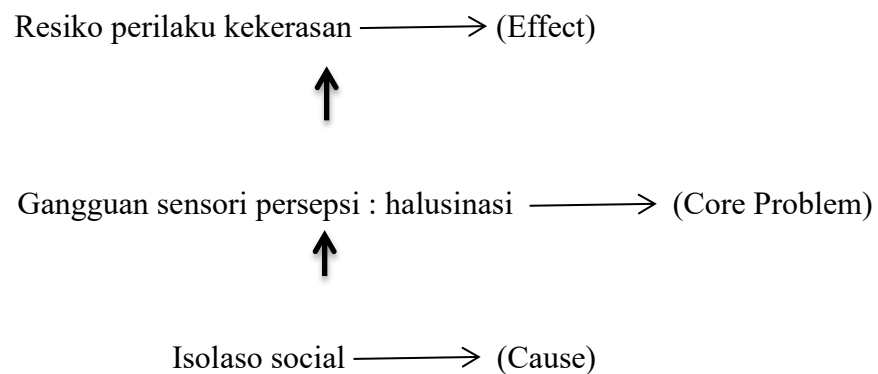 Resiko perilaku kekerasan (Effect)
Gangguan sensori persepsi : halusinasi (Core Problem)
Isolaso social (Cause)